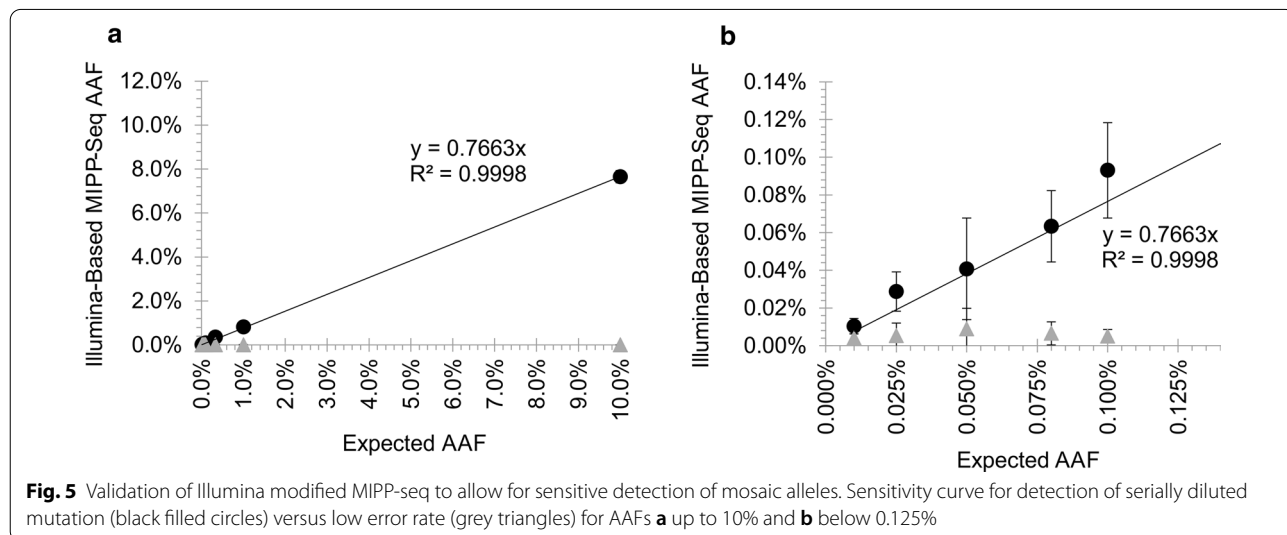 a
Illumina-Based MIPP-Seq AAF
12.0%
10.0%
8.0%
6.0%
4.0%
2.0%
0.0%
y = 0.7663x
R² = 0.9998
0.0%
1.0%
2.0%
3.0%
4.0%
5.0%
6.0%
7.0%
8.0%
9.0%
10.0%
Expected AAF
b
Illumina-Based MIPP-Seq AAF
0.14%
0.12%
0.10%
0.08%
0.06%
0.04%
0.02%
0.00%
y = 0.7663x
R² = 0.9998
0.000%
0.025%
0.050%
0.075%
0.100%
0.125%
Expected AAF
Fig. 5 Validation of Illumina modified MIPP-seq to allow for sensitive detection of mosaic alleles. Sensitivity curve for detection of serially diluted
mutation (black filled circles) versus low error rate (grey triangles) for AAFs a up to 10% and b below 0.125%